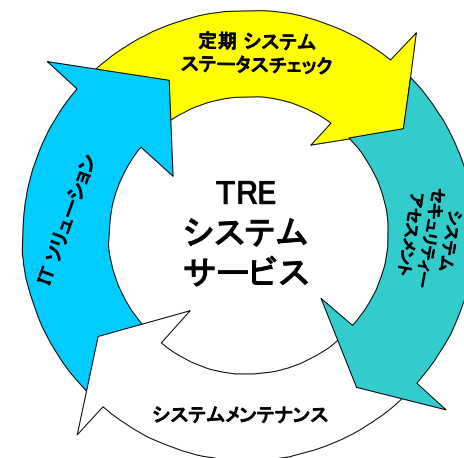 定期 システム
ステータスチェック
システム
セキュリティー
アセスメント
システムメンテナンス
IT ソリューション
TRE
システム
サービス